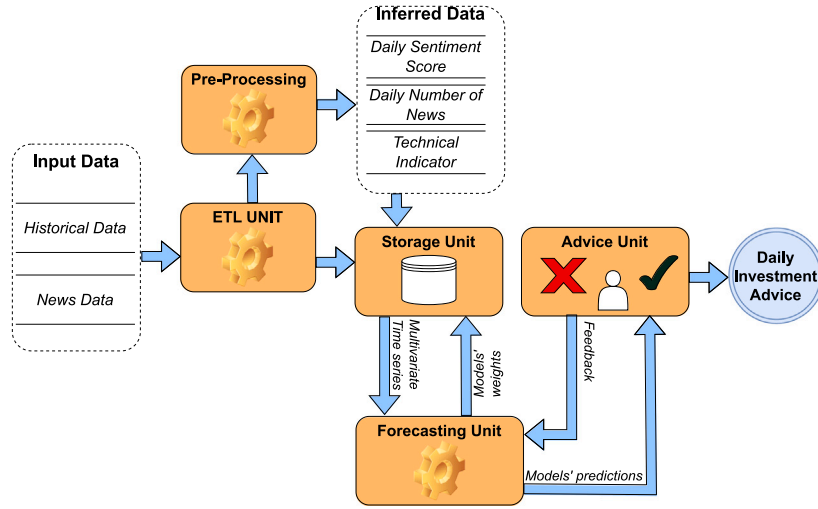 Inferred Data
Daily Sentiment
Score
Daily Number of
News
Technical
Indicator
Pre-Processing
Input Data
Historical Data
News Data
ETL UNIT
Storage Unit
Advice Unit
Daily
Investment
Advice
Multivariate
Time series
Models'
weights
Feedback
Forecasting Unit
Models' predictions